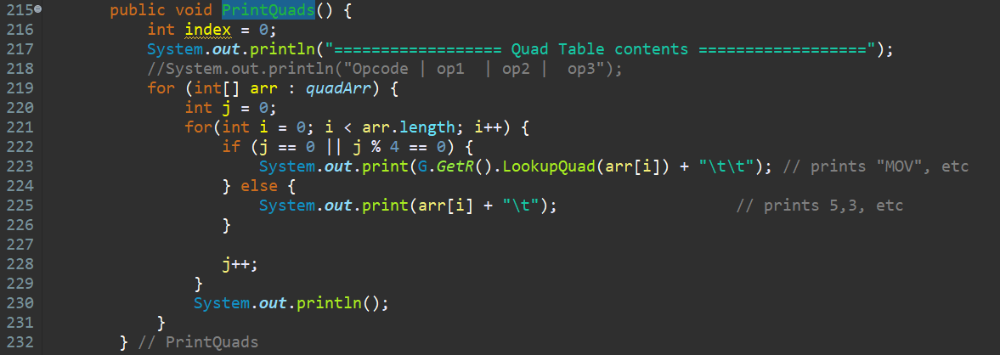 215 public void PrintQuads() {
216 int index = 0;
217 System.out.println("================== Quad Table contents ==================");
218 //System.out.println("Opcode | op1  | op2 |  op3");
219 for (int[] arr : quadArr) {
220 int j = 0;
221 for(int i = 0; i < arr.length; i++) {
222 if (j == 0 || j % 4 == 0) {
223 System.out.print(G.GetR().LookupQuad(arr[i]) + "\t\t"); // prints "MOV", etc
224 } else {
225 System.out.print(arr[i] + "\t"); // prints 5,3, etc
226 }
227
228 j++;
229 }
230 System.out.println();
231 }
232 } // PrintQuads